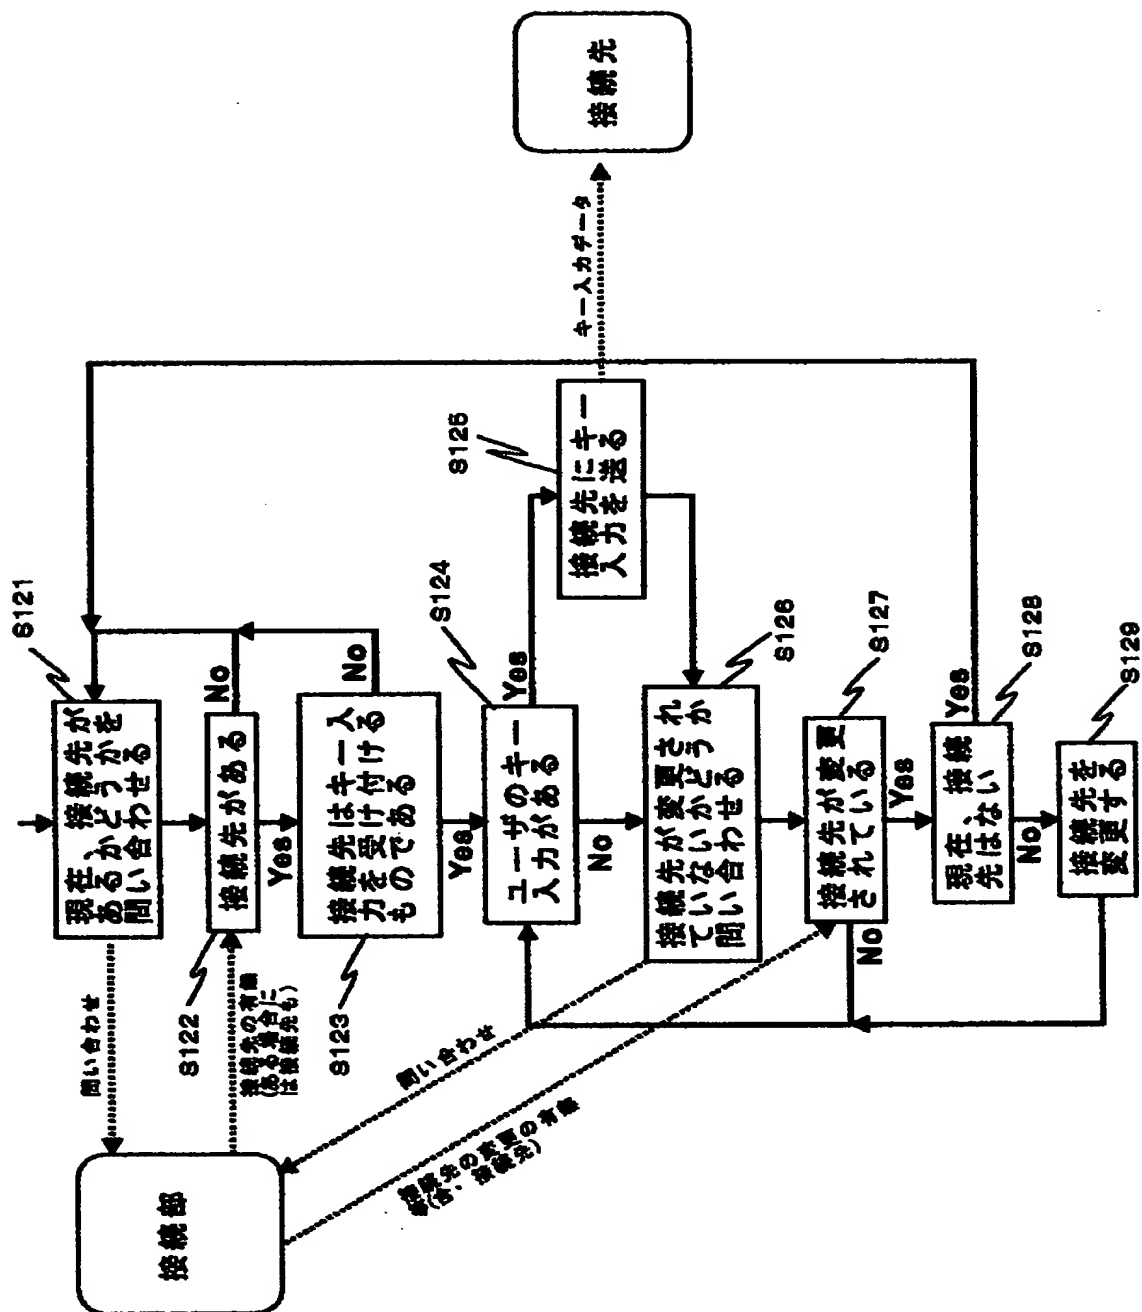 接続先
キー入力データ
S121
現在、接続先が
あるかどうかを
問い合わせる
問い合わせ
接続部
No
接続先がある
S122
接続先の有無
(ある場合に
は接続先も)
Yes
No
接続先はキー入
力を受け付ける
ものである
S123
Yes
S124
ユーザのキー
入力がある
Yes
No
S125
接続先にキー
入力を送る
接続先が変更され
ていないかどうか
問い合わせる
S126
問い合わせ
接続先の変更の有無
等(含、接続先)
S127
接続先が変更
されている
No
Yes
S128
現在、接続
先はない
Yes
No
S129
接続先を
変更する